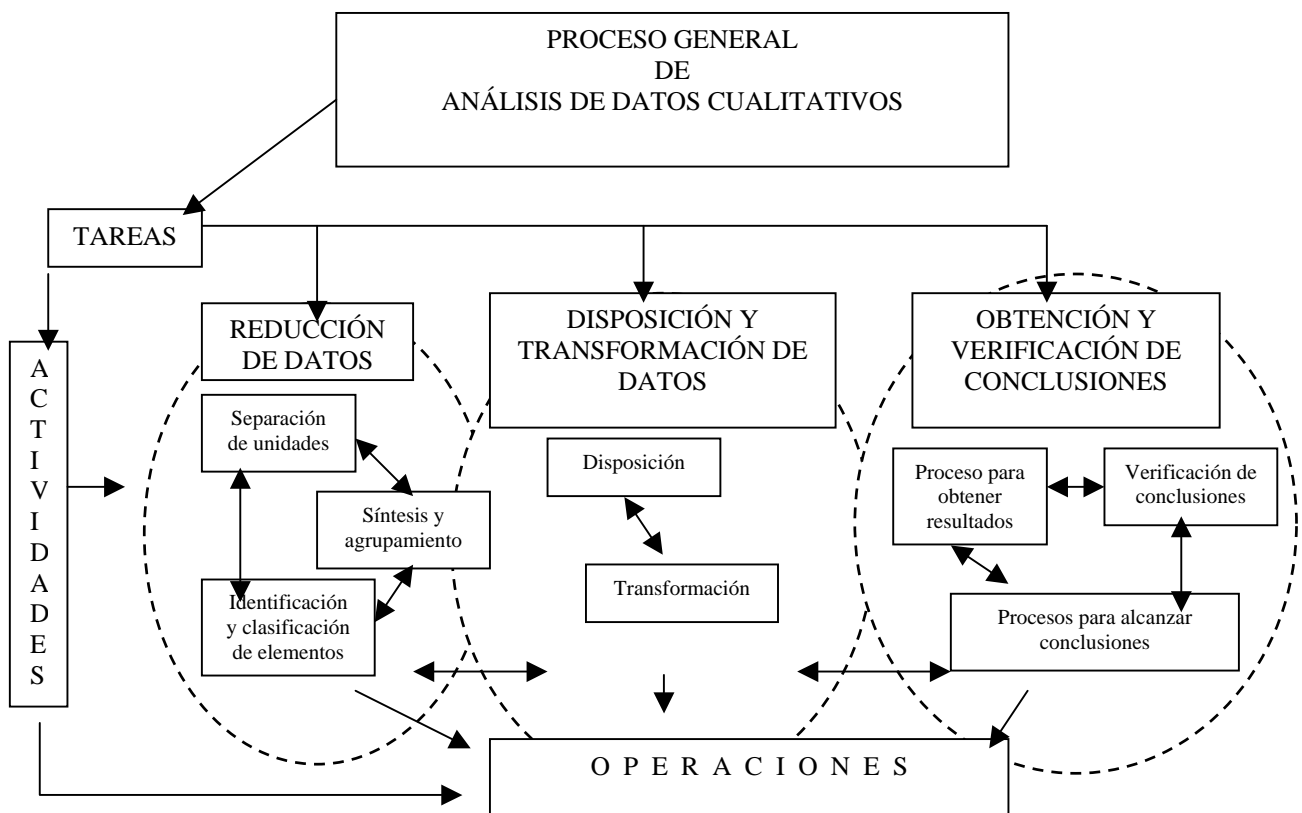 PROCESO GENERAL
DE
ANÁLISIS DE DATOS CUALITATIVOS
TAREAS
REDUCCIÓN
DE DATOS
DISPOSICIÓN Y
TRANSFORMACIÓN DE
DATOS
OBTENCIÓN Y
VERIFICACIÓN DE
CONCLUSIONES
A
C
T
I
V
I
D
A
D
E
S
Separación
de unidades
Síntesis y
agrupamiento
Identificación
y clasificación
de elementos
Disposición
Transformación
Proceso para
obtener
resultados
Verificación de
conclusiones
Procesos para alcanzar
conclusiones
O P E R A C I O N E S